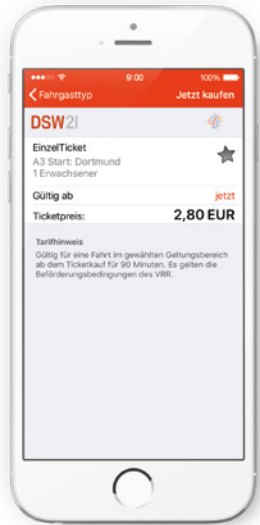 9:00
100%
Fahrgasttyp
Jetzt kaufen
DSW21
EinzelTicket
A3 Start: Dortmund
1 Erwachsener
Gültig ab
jetzt
Ticketpreis:
2,80 EUR
Tarifhinweis
Gültig für eine Fahrt im gewählten Geltungsbereich
ab dem Ticketkauf für 90 Minuten. Es gelten die
Beförderungsbedingungen des VRR.